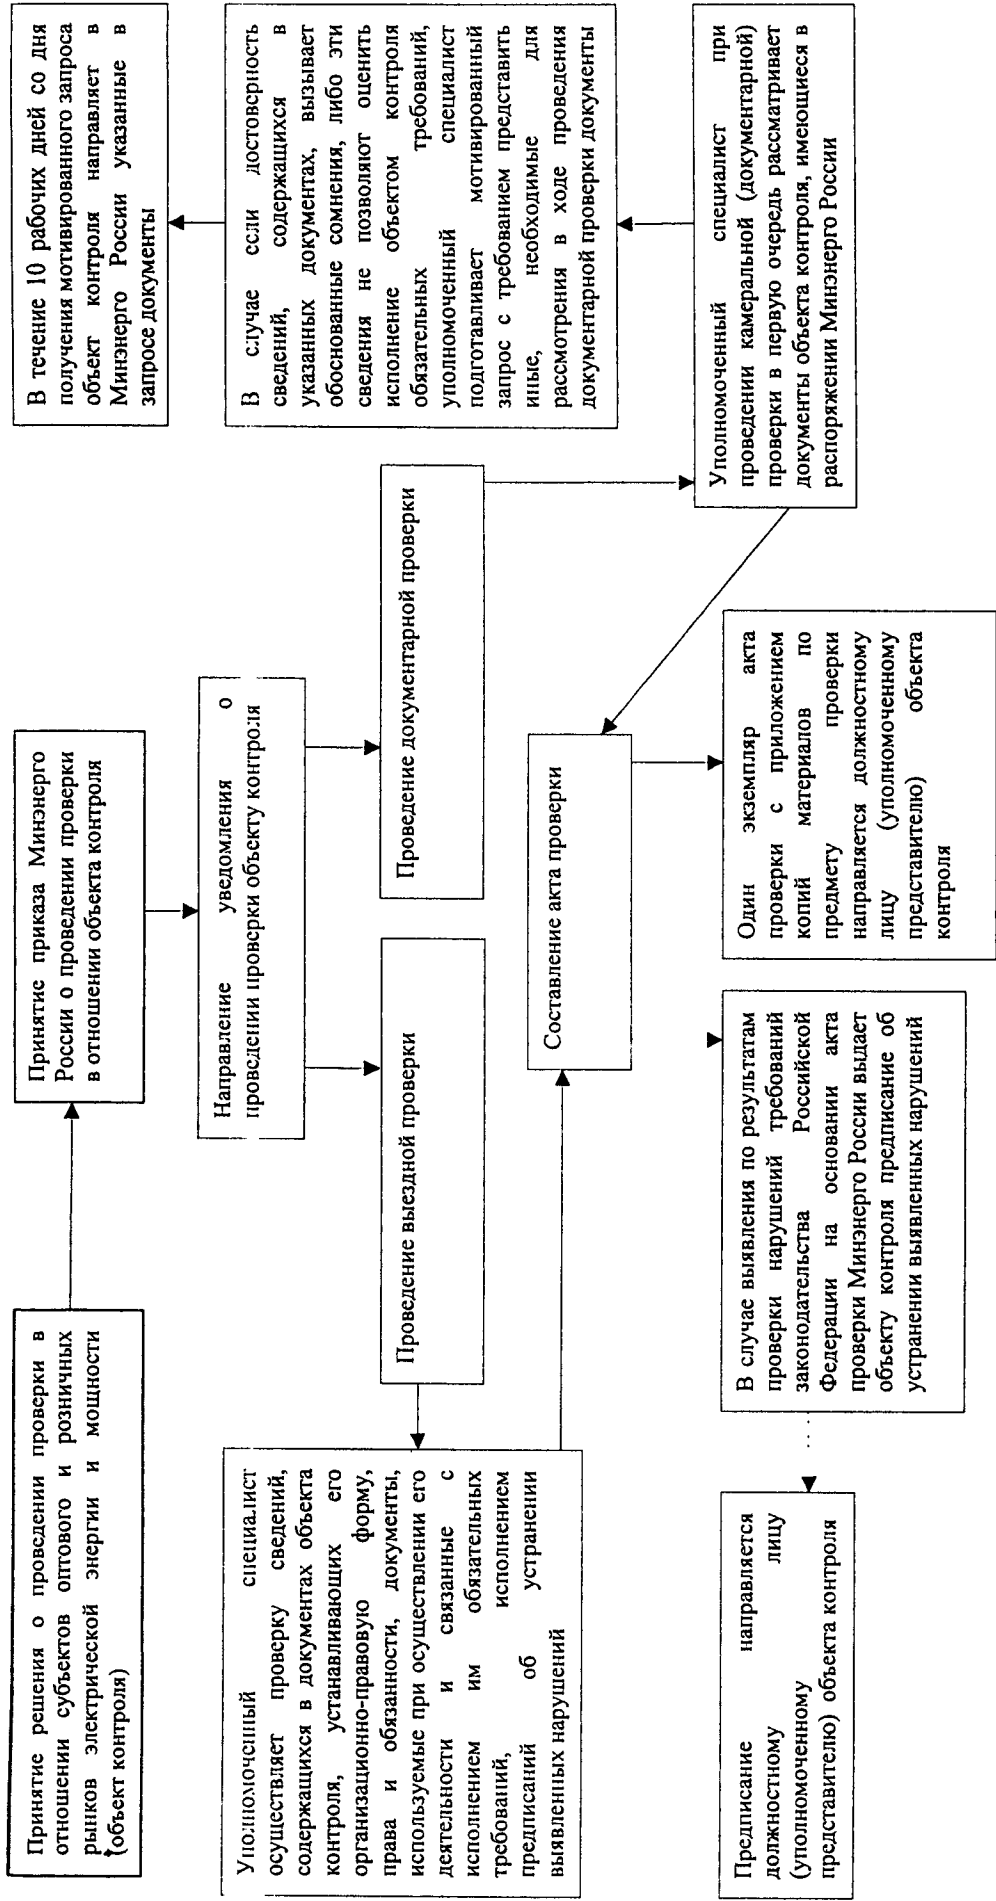 Принятие решения о проведении проверки в
отношении субъектов оптового и розничных
рынков электрической энергии и мощности
(объект контроля)
Принятие приказа Минэнерго
России о проведении проверки
в отношении объекта контроля
Направление уведомления о
проведении проверки объекту контроля
Проведение выездной проверки
Проведение документарной проверки
Уполномоченный специалист
осуществляет проверку сведений,
содержащихся в документах объекта
контроля, устанавливающих его
организационно-правовую форму,
права и обязанности, документы,
используемые при осуществлении его
деятельности и связанные с
исполнением им обязательных
требований, исполнением
предписаний об устранении
выявленных нарушений
Уполномоченный специалист при
проведении камеральной (документарной)
проверки в первую очередь рассматривает
документы объекта контроля, имеющиеся в
распоряжении Минэнерго России
В случае если достоверность
сведений, содержащихся в
указанных документах, вызывает
обоснованные сомнения, либо эти
сведения не позволяют оценить
исполнение объектом контроля
обязательных требований,
уполномоченный специалист
подготавливает мотивированный
запрос с требованием представить
иные, необходимые для
рассмотрения в ходе проведения
документарной проверки документы
В течение 10 рабочих дней со дня
получения мотивированного запроса
объект контроля направляет в
Минэнерго России указанные в
запросе документы
Составление акта проверки
Один экземпляр акта
проверки с приложением
копий материалов по
предмету проверки
направляется должностному
лицу (уполномоченному
представителю) объекта
контроля
В случае выявления по результатам
проверки нарушений требований
законодательства Российской
Федерации на основании акта
проверки Минэнерго России выдает
объекту контроля предписание об
устранении выявленных нарушений
Предписание направляется
должностному лицу
(уполномоченному
представителю) объекта контроля